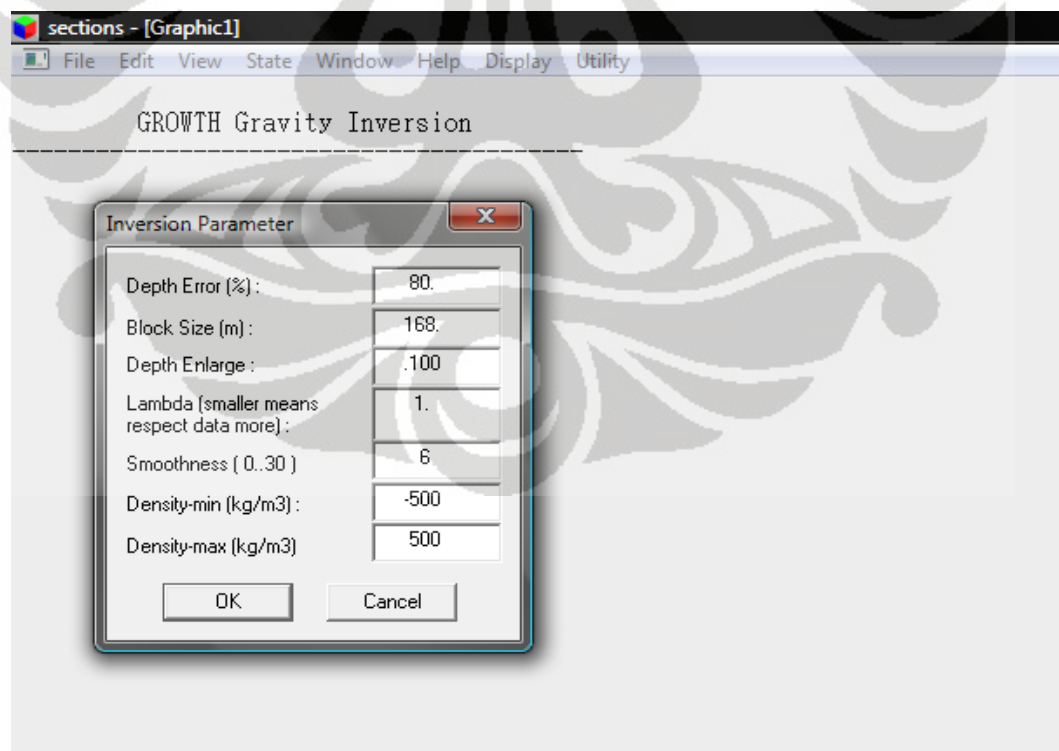 sections - [Graphic1]
File Edit View State Window Help Display Utility
GROWTH Gravity Inversion
--------------------------------------------
Inversion Parameter
Depth Error (%) : 80.
Block Size (m) : 168.
Depth Enlarge : .100
Lambda (smaller means
respect data more) : 1.
Smoothness ( 0..30 ) 6
Density-min (kg/m3) : -500
Density-max (kg/m3) 500
OK Cancel